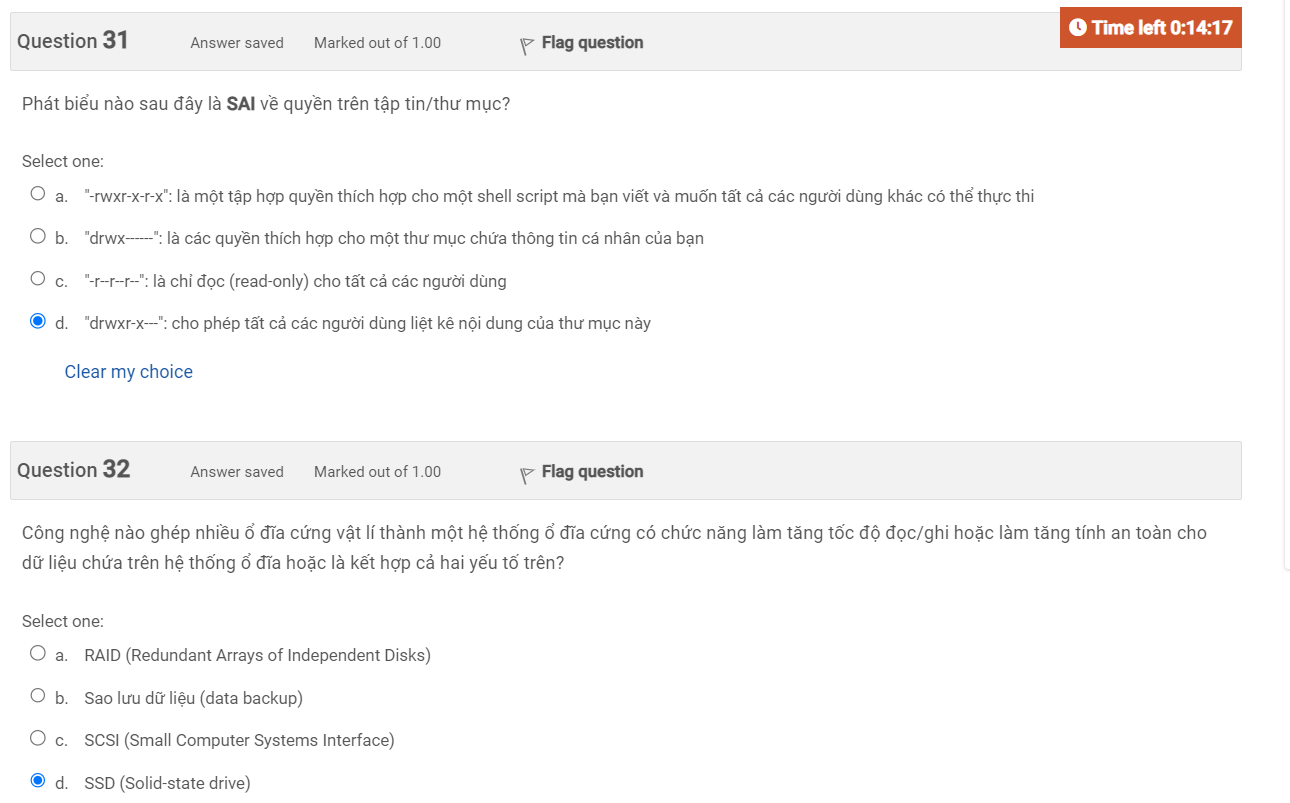 Question 31
Answer saved
Marked out of 1.00
Flag question
Time left 0:14:17
Phát biểu nào sau đây là SAI về quyền trên tập tin/thư mục?
Select one:
a. "-rwxr-x-r-x": là một tập hợp quyền thích hợp cho một shell script mà bạn viết và muốn tất cả các người dùng khác có thể thực thi
b. "drwx------": là các quyền thích hợp cho một thư mục chứa thông tin cá nhân của bạn
c. "-r--r--r--": là chỉ đọc (read-only) cho tất cả các người dùng
d. "drwxr-x---": cho phép tất cả các người dùng liệt kê nội dung của thư mục này
Clear my choice
Question 32
Answer saved
Marked out of 1.00
Flag question
Công nghệ nào ghép nhiều ổ đĩa cứng vật lí thành một hệ thống ổ đĩa cứng có chức năng làm tăng tốc độ đọc/ghi hoặc làm tăng tính an toàn cho
dữ liệu chứa trên hệ thống ổ đĩa hoặc là kết hợp cả hai yếu tố trên?
Select one:
a. RAID (Redundant Arrays of Independent Disks)
b. Sao lưu dữ liệu (data backup)
c. SCSI (Small Computer Systems Interface)
d. SSD (Solid-state drive)